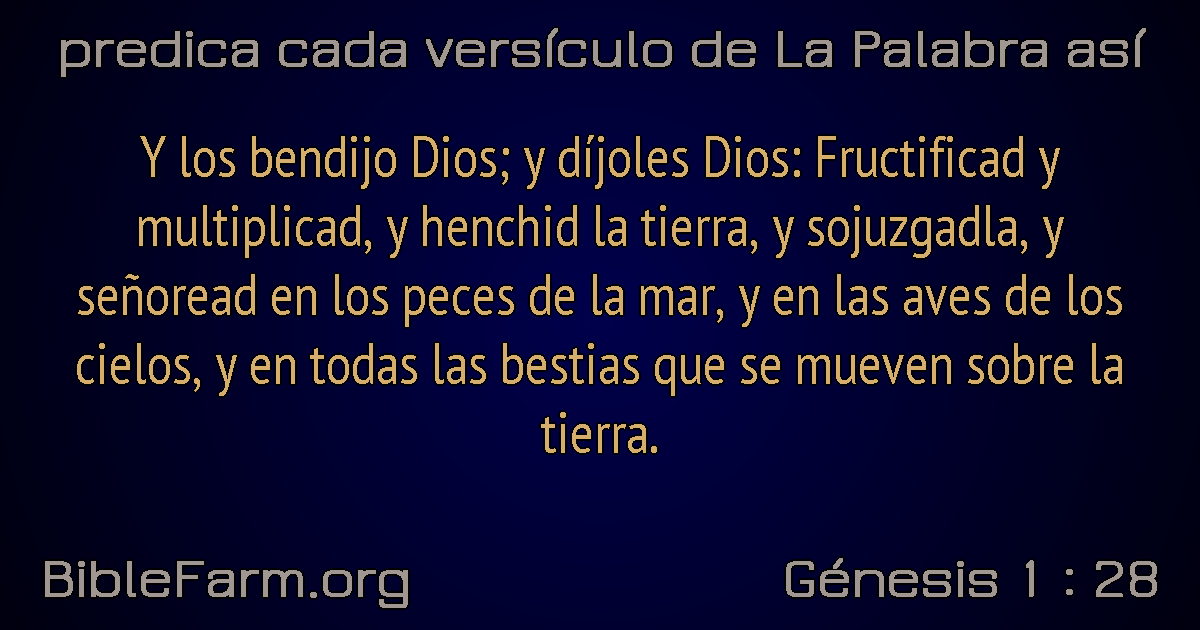 predica cada versículo de La Palabra así
Y los bendijo Dios; y díjoles Dios: Fructificad y
multiplicad, y henchid la tierra, y sojuzgadla, y
señoread en los peces de la mar, y en las aves de los
cielos, y en todas las bestias que se mueven sobre la
tierra.
BibleFarm.org
Génesis 1 : 28